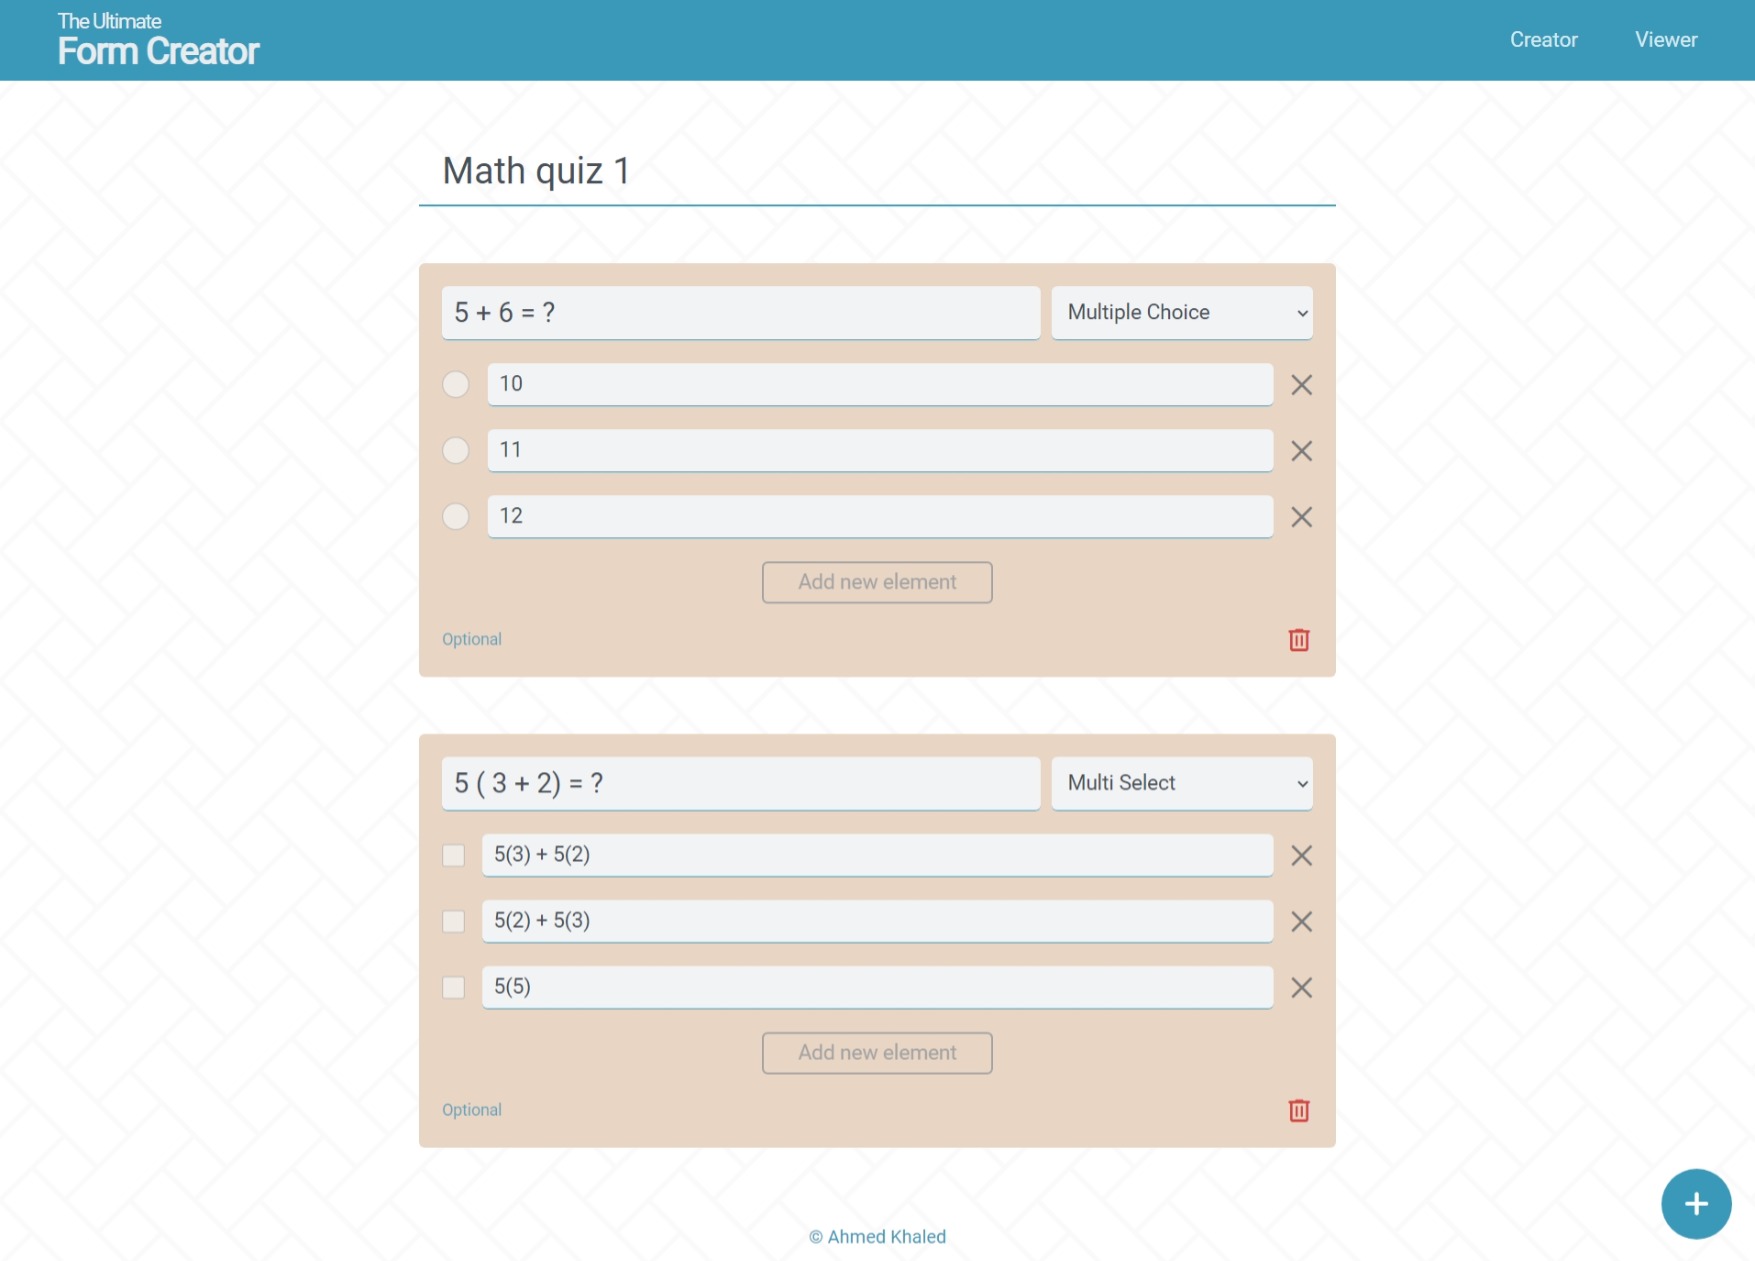 The Ultimate
Form Creator
Creator
Viewer
Math quiz 1
5 + 6 = ?
Multiple Choice
10
11
12
Add new element
Optional
5 ( 3 + 2) = ?
Multi Select
5(3) + 5(2)
5(2) + 5(3)
5(5)
Add new element
Optional
© Ahmed Khaled